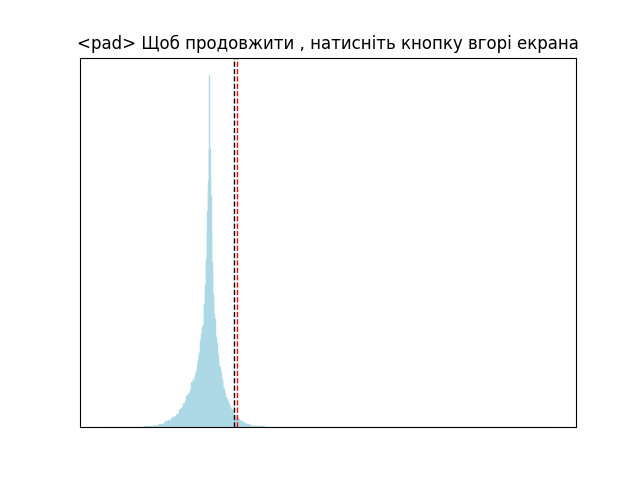 <pad> Щоб продовжити , натисніть кнопку вгорі екрана